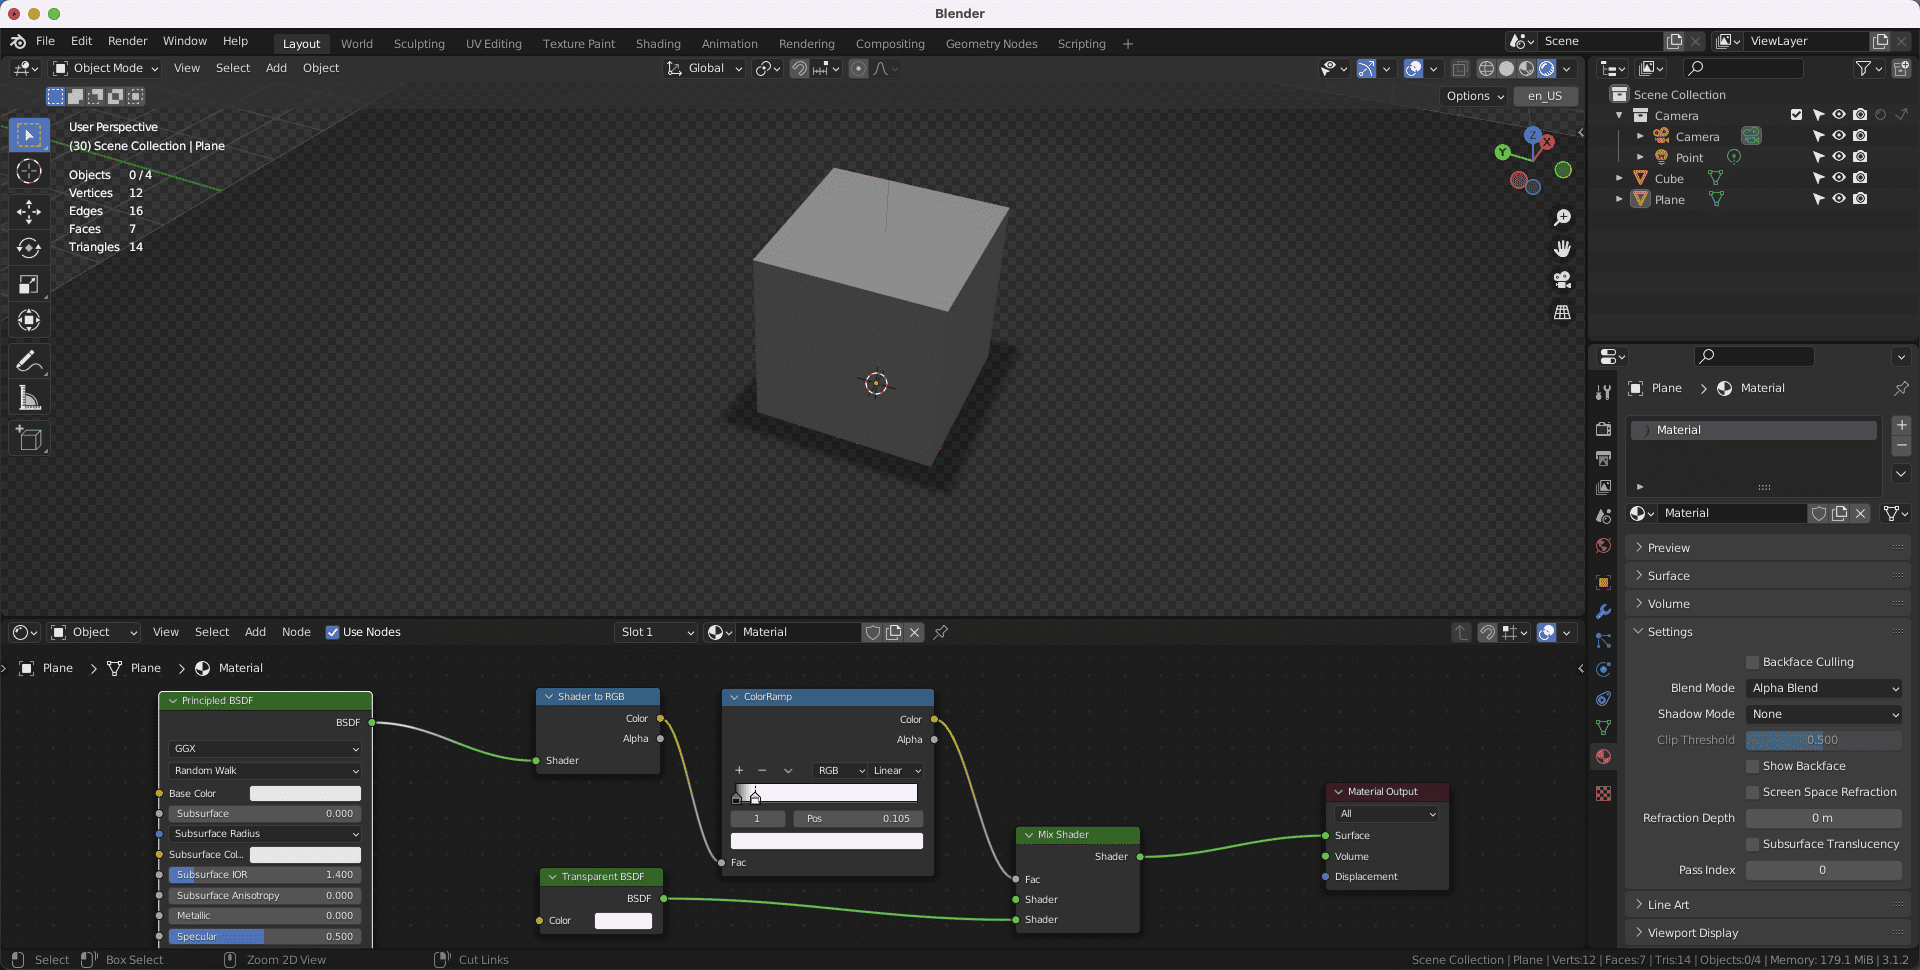 Blender
File Edit Render Window Help Layout World Sculpting UV Editing Texture Paint Shading Animation Rendering Compositing Geometry Nodes Scripting + Scene ViewLayer
Object Mode View Select Add Object Global
Options en_US
User Perspective
(30) Scene Collection | Plane
Objects 0/4
Vertices 12
Edges 16
Faces 7
Triangles 14
Z
X
Y
Scene Collection
Camera
Camera
Point
Cube
Plane
Plane > Material
Material
Material
Preview
Surface
Volume
Settings
Backface Culling
Blend Mode Alpha Blend
Shadow Mode None
Clip Threshold 0.500
Show Backface
Screen Space Refraction
Refraction Depth 0 m
Subsurface Translucency
Pass Index 0
Line Art
Viewport Display
Object View Select Add Node Use Nodes Slot 1 Material
Plane > Plane > Material
Principled BSDF
BSDF
GGX
Random Walk
Base Color
Subsurface 0.000
Subsurface Radius
Subsurface Col...
Subsurface IOR 1.400
Subsurface Anisotropy 0.000
Metallic 0.000
Specular 0.500
Shader to RGB
Color
Alpha
Shader
Transparent BSDF
BSDF
Color
ColorRamp
Color
Alpha
+ − RGB Linear
1 Pos 0.105
Fac
Mix Shader
Shader
Fac
Shader
Shader
Material Output
All
Surface
Volume
Displacement
Select Box Select Zoom 2D View Cut Links Scene Collection | Plane | Verts:12 | Faces:7 | Tris:14 | Objects:0/4 | Memory: 179.1 MiB | 3.1.2